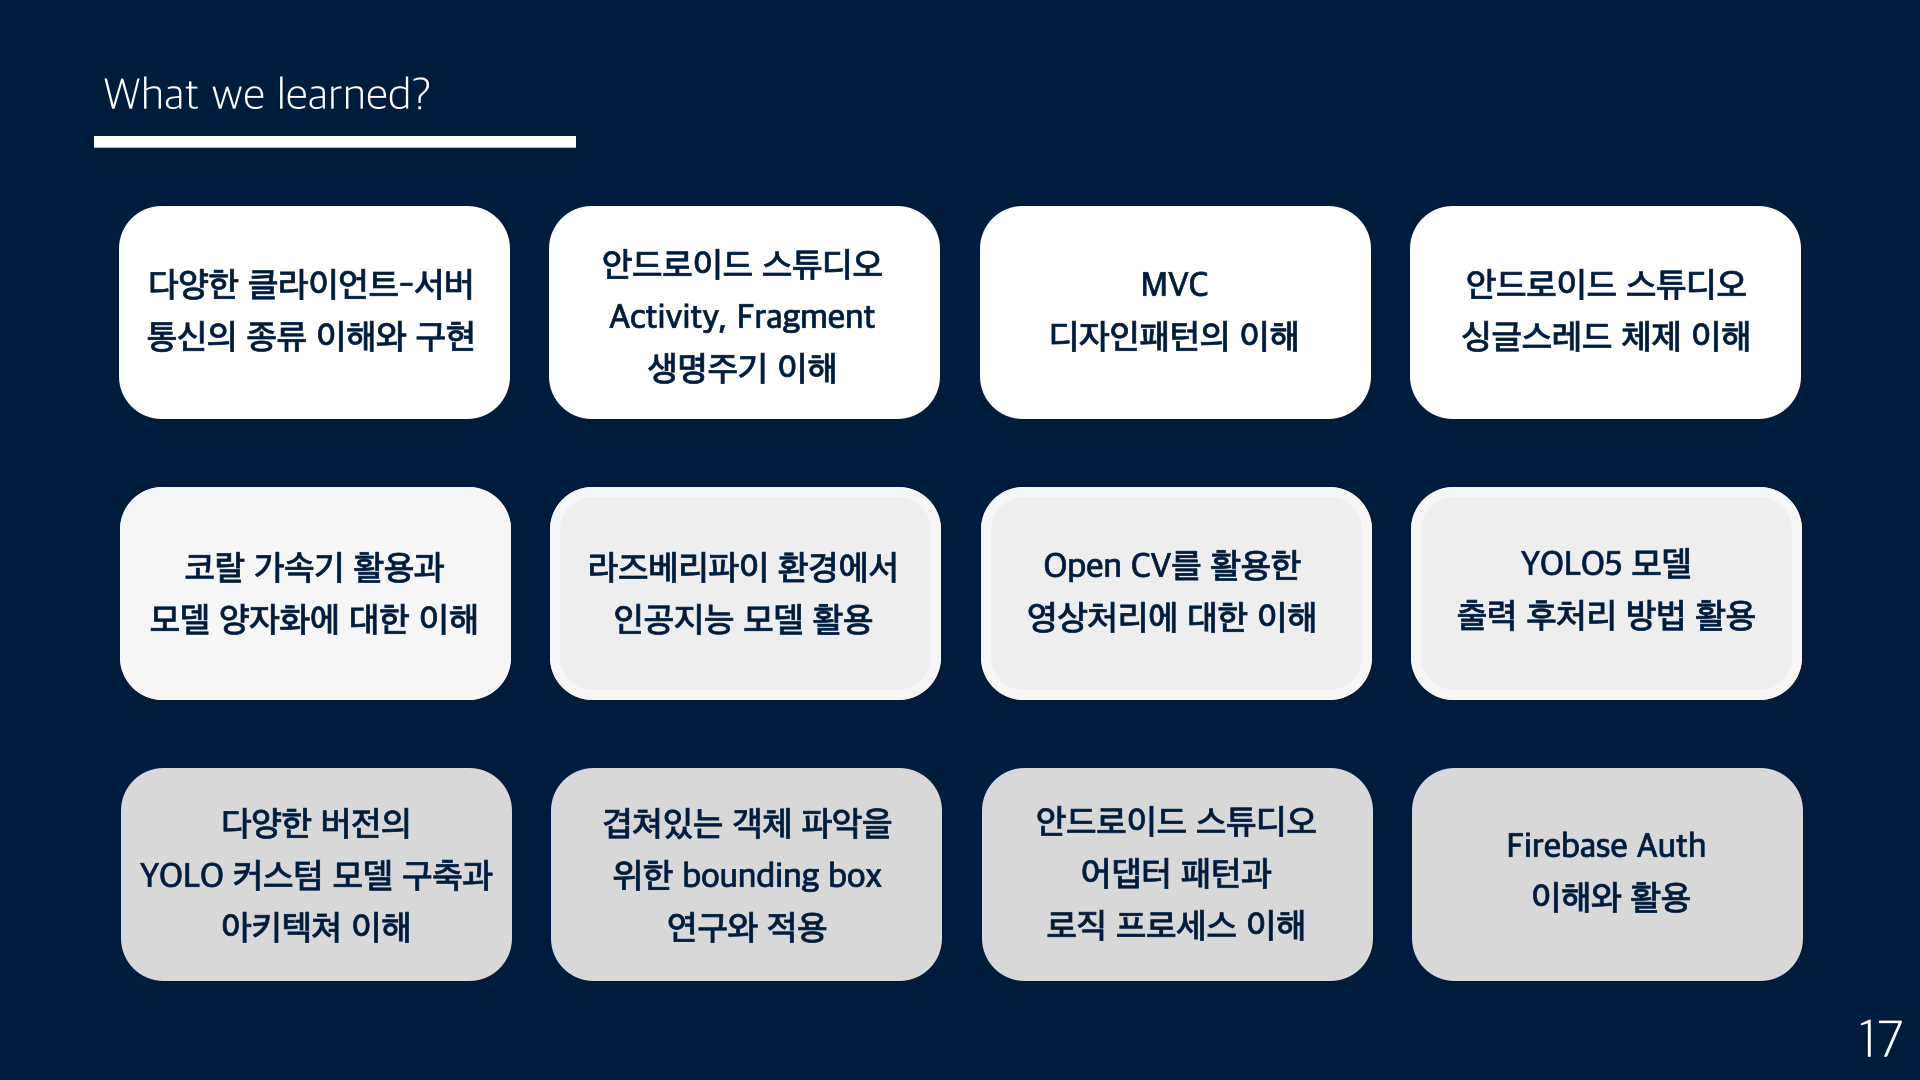 What we learned?
다양한 클라이언트-서버
통신의 종류 이해와 구현
안드로이드 스튜디오
Activity, Fragment
생명주기 이해
MVC
디자인패턴의 이해
안드로이드 스튜디오
싱글스레드 체제 이해
코랄 가속기 활용과
모델 양자화에 대한 이해
라즈베리파이 환경에서
인공지능 모델 활용
Open CV를 활용한
영상처리에 대한 이해
YOLO5 모델
출력 후처리 방법 활용
다양한 버전의
YOLO 커스텀 모델 구축과
아키텍쳐 이해
겹쳐있는 객체 파악을
위한 bounding box
연구와 적용
안드로이드 스튜디오
어댑터 패턴과
로직 프로세스 이해
Firebase Auth
이해와 활용
17